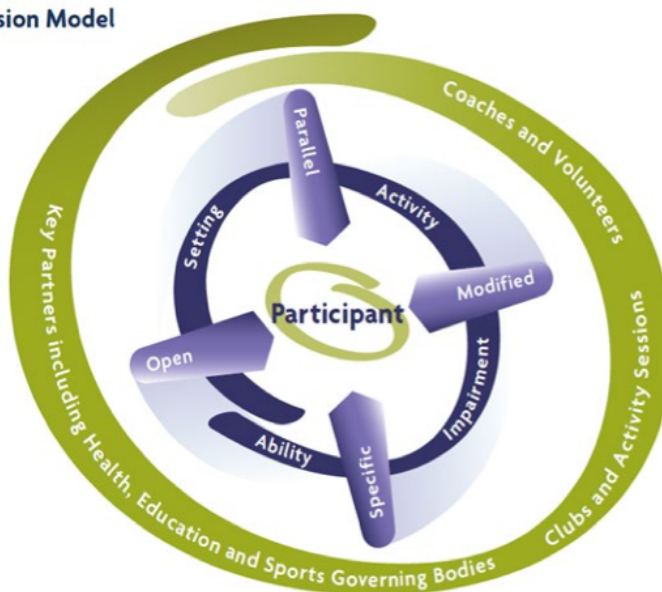 sion Model
Coaches and Volunteers
Clubs and Activity Sessions
Key Partners including Health, Education and Sports Governing Bodies
Parallel
Activity
Modified
Impairment
Specific
Ability
Open
Setting
Participant